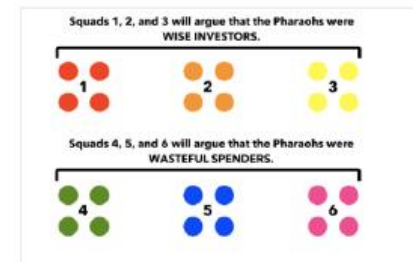 Squads 1, 2, and 3 will argue that the Pharaohs were
WISE INVESTORS.
1 2 3
Squads 4, 5, and 6 will argue that the Pharaohs were
WASTEFUL SPENDERS.
4 5 6